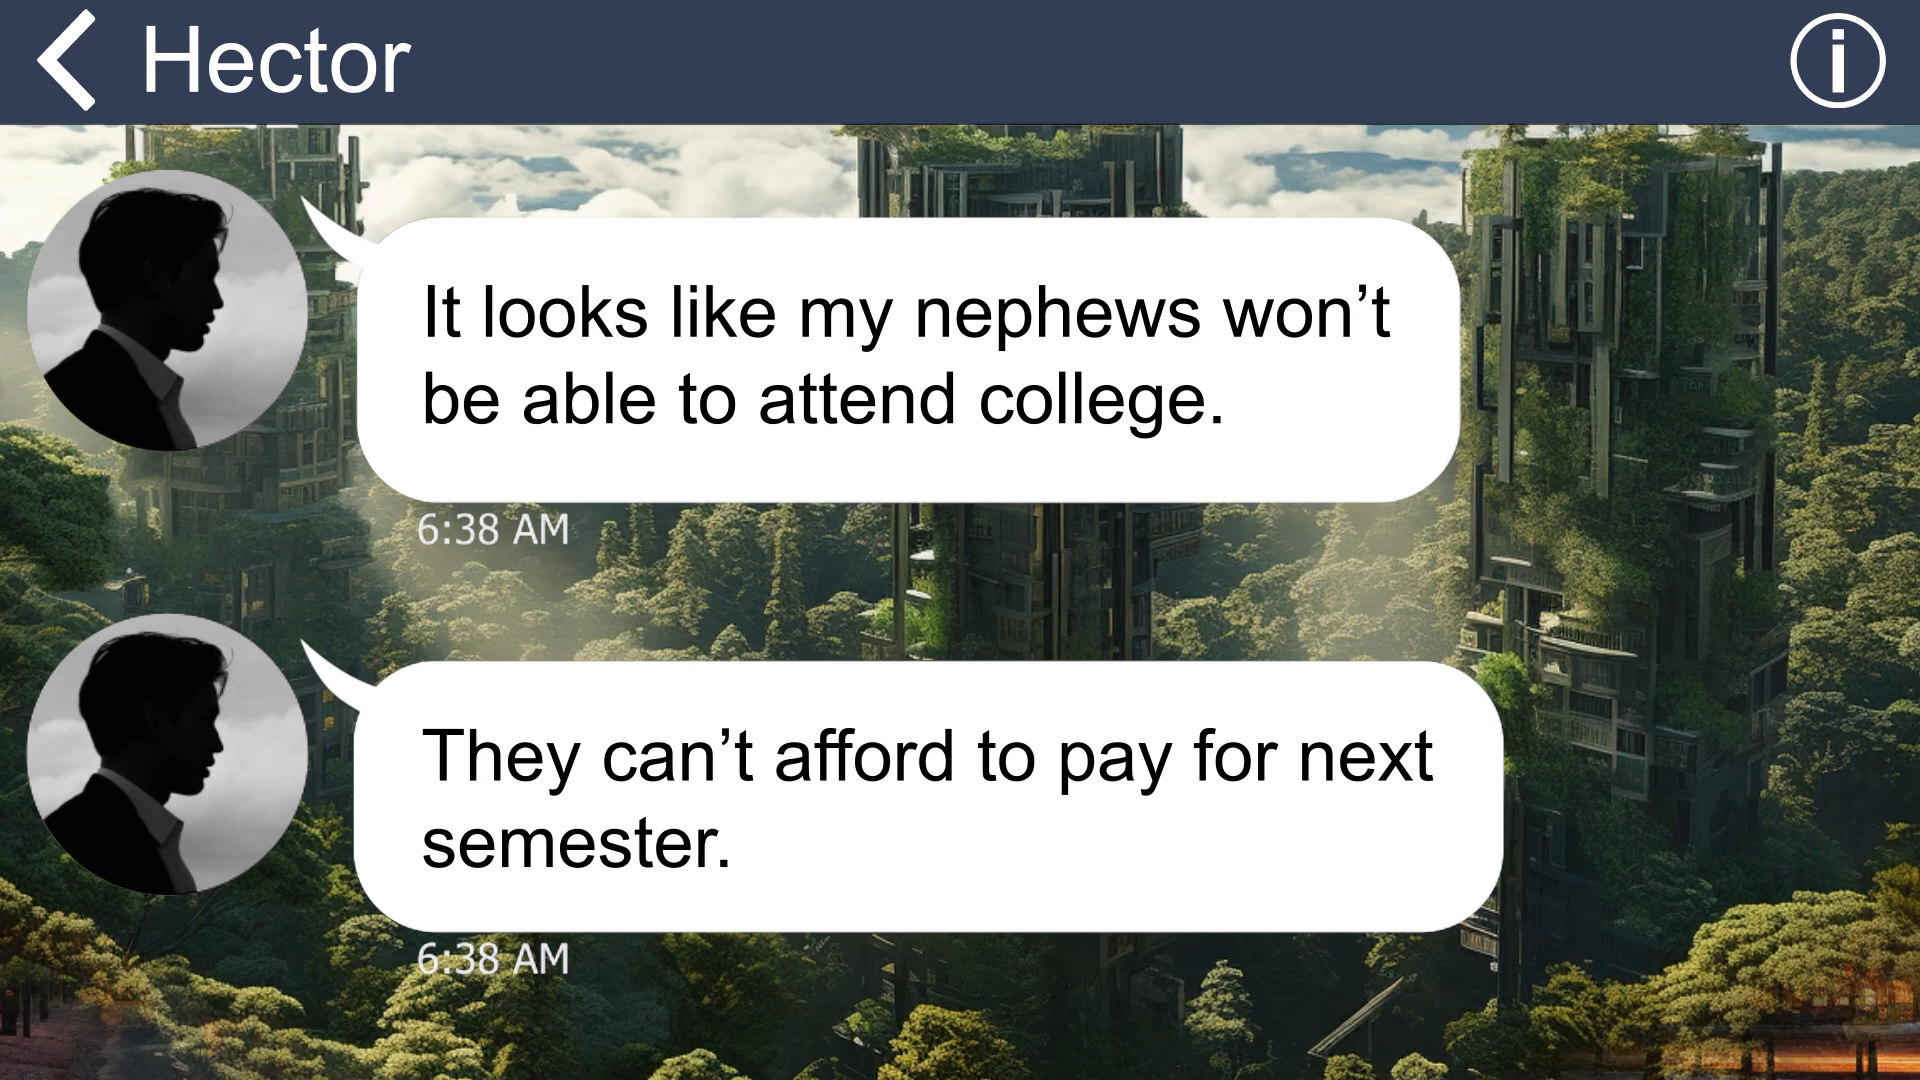 Hector
It looks like my nephews won’t
be able to attend college.
6:38 AM
They can’t afford to pay for next
semester.
6:38 AM